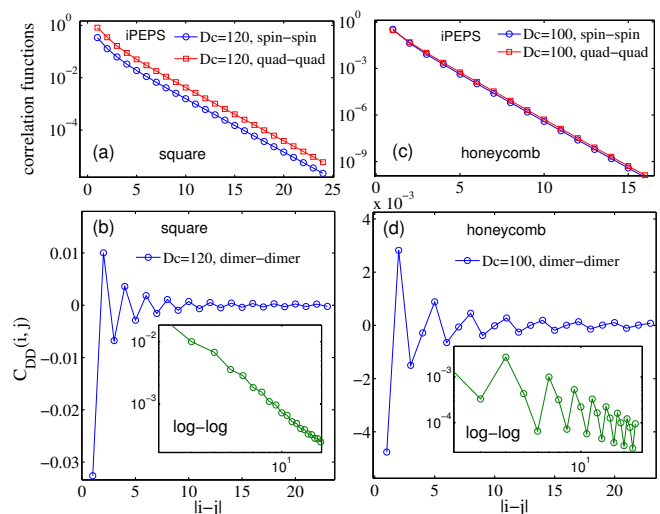 correlation functions
10^0
10^-2
10^-4
iPEPS
Dc=120, spin-spin
Dc=120, quad-quad
(a)
square
0 5 10 15 20 25
10^0
10^-3
10^-6
10^-9
iPEPS
Dc=100, spin-spin
Dc=100, quad-quad
(c)
honeycomb
5 10 15
C_DD(i,j)
0.01
0
-0.01
-0.02
-0.03
(b)
square
Dc=120, dimer-dimer
10^-2
10^-3
log-log
10^1
0 5 10 15 20
|i-j|
x 10^-3
4
2
0
-2
-4
(d)
honeycomb
Dc=100, dimer-dimer
10^-3
10^-4
log-log
10^1
0 5 10 15 20
|i-j|